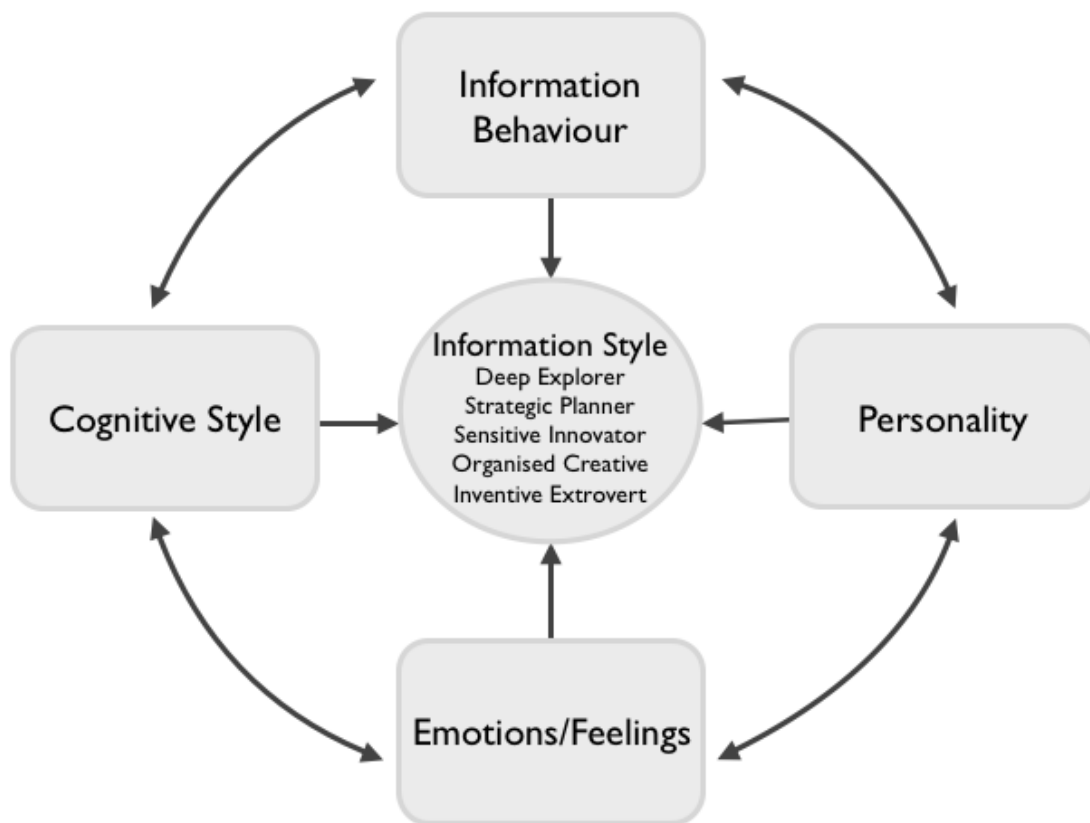 Information
Behaviour
Cognitive Style
Information Style
Deep Explorer
Strategic Planner
Sensitive Innovator
Organised Creative
Inventive Extrovert
Personality
Emotions/Feelings